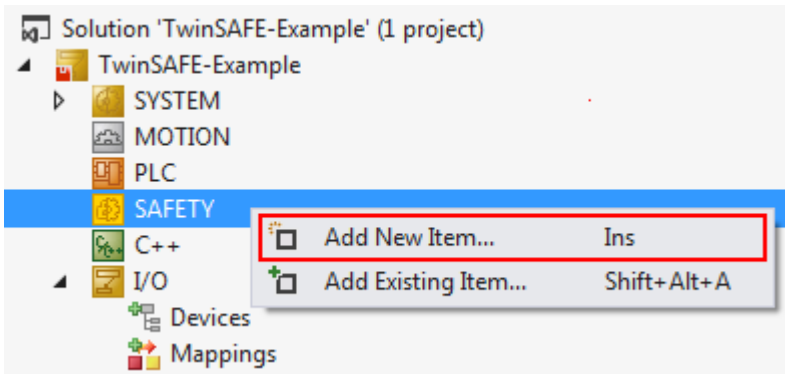 Solution 'TwinSAFE-Example' (1 project)
TwinSAFE-Example
SYSTEM
MOTION
PLC
SAFETY
Add New Item... Ins
C++
Add Existing Item... Shift+Alt+A
I/O
Devices
Mappings